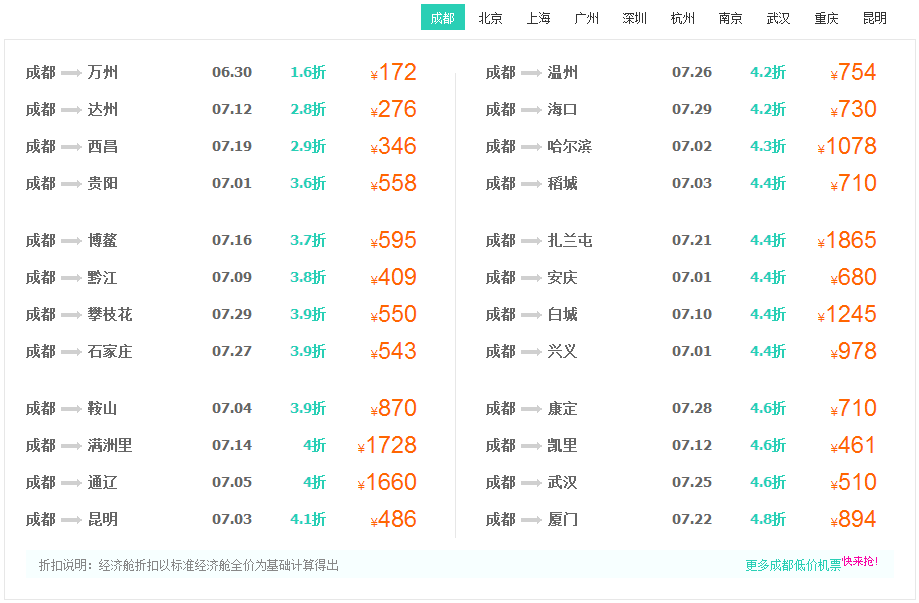 成都 北京 上海 广州 深圳 杭州 南京 武汉 重庆 昆明
成都 万州 06.30 1.6折 ¥172
成都 达州 07.12 2.8折 ¥276
成都 西昌 07.19 2.9折 ¥346
成都 贵阳 07.01 3.6折 ¥558
成都 博鳌 07.16 3.7折 ¥595
成都 黔江 07.09 3.8折 ¥409
成都 攀枝花 07.29 3.9折 ¥550
成都 石家庄 07.27 3.9折 ¥543
成都 鞍山 07.04 3.9折 ¥870
成都 满洲里 07.14 4折 ¥1728
成都 通辽 07.05 4折 ¥1660
成都 昆明 07.03 4.1折 ¥486
成都 温州 07.26 4.2折 ¥754
成都 海口 07.29 4.2折 ¥730
成都 哈尔滨 07.02 4.3折 ¥1078
成都 稻城 07.03 4.4折 ¥710
成都 扎兰屯 07.21 4.4折 ¥1865
成都 安庆 07.01 4.4折 ¥680
成都 白城 07.10 4.4折 ¥1245
成都 兴义 07.01 4.4折 ¥978
成都 康定 07.28 4.6折 ¥710
成都 凯里 07.12 4.6折 ¥461
成都 武汉 07.25 4.6折 ¥510
成都 厦门 07.22 4.8折 ¥894
折扣说明：经济舱折扣以标准经济舱全价为基础计算得出
更多成都低价机票 快来抢!